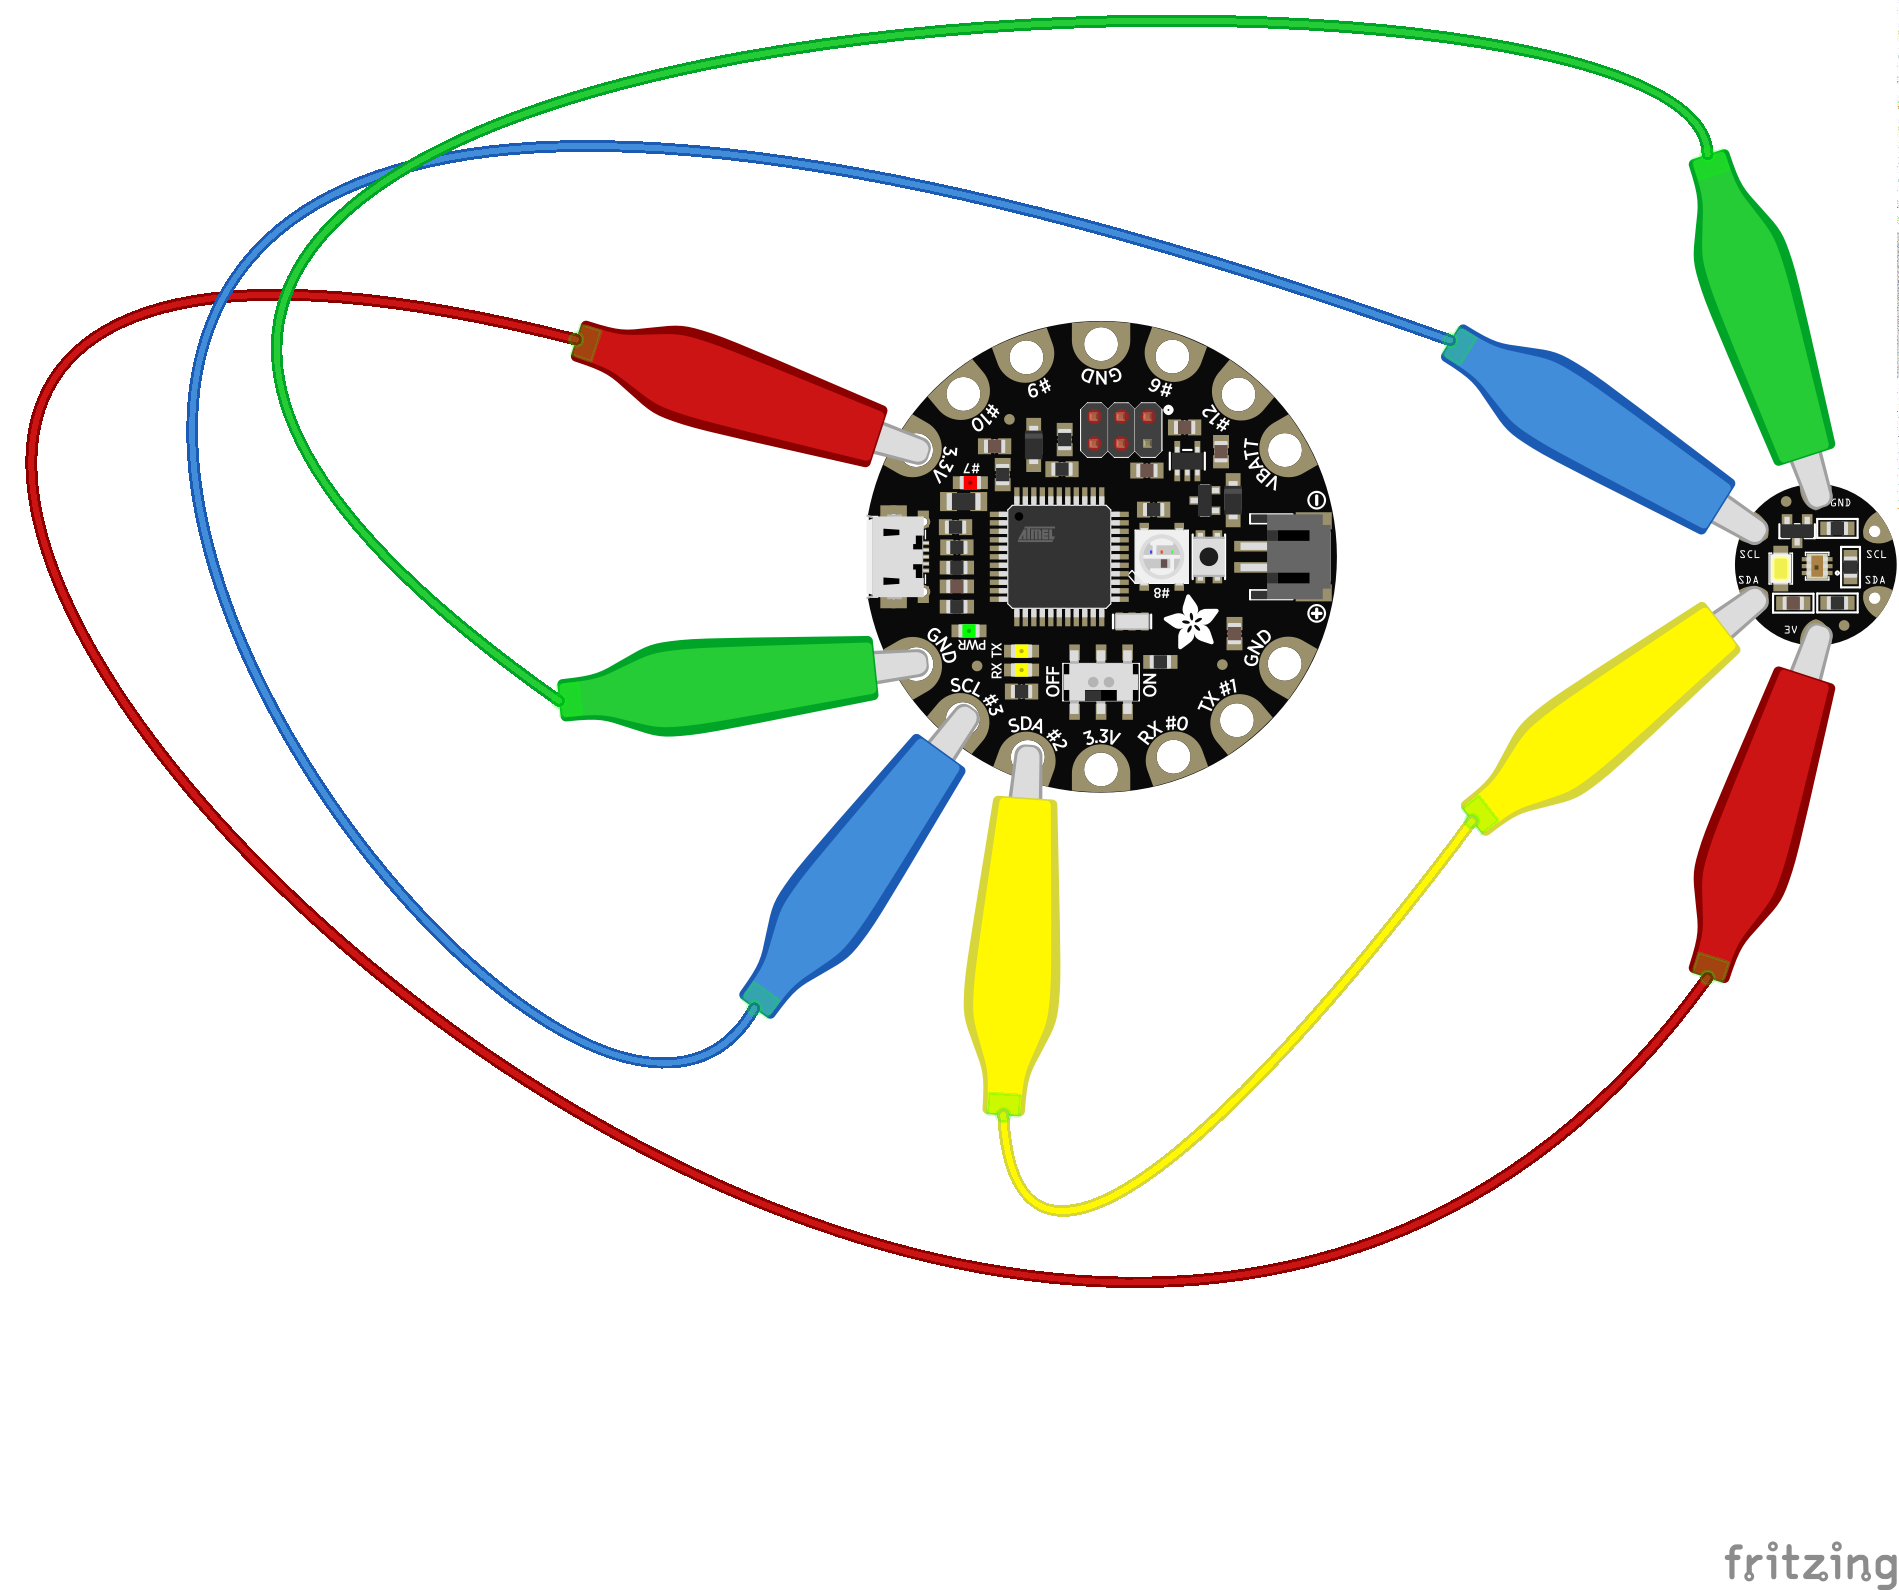 GND
#9
#6
#10
#12
3.3V
VBATT
#7
ATMEL
#8
GND
PWR
RX TX
OFF
ON
GND
SCL #3
SDA #2
3.3V
RX #0
TX #1
GND
SCL
SCL
SDA
SDA
3V
fritzing